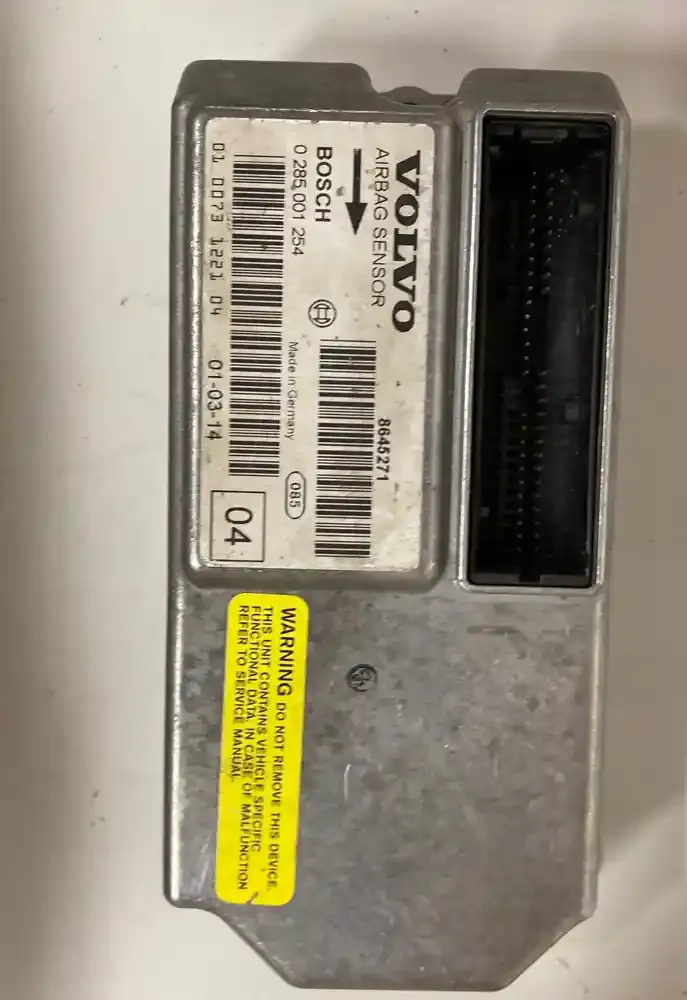 VOLVO
AIRBAG SENSOR
8645271
BOSCH
0 285 001 254
Made in Germany
085
01 0073 1221 04 01-03-14
04
WARNING DO NOT REMOVE THIS DEVICE.
THIS UNIT CONTAINS VEHICLE SPECIFIC
FUNCTIONAL DATA. IN CASE OF MALFUNCTION
REFER TO SERVICE MANUAL.